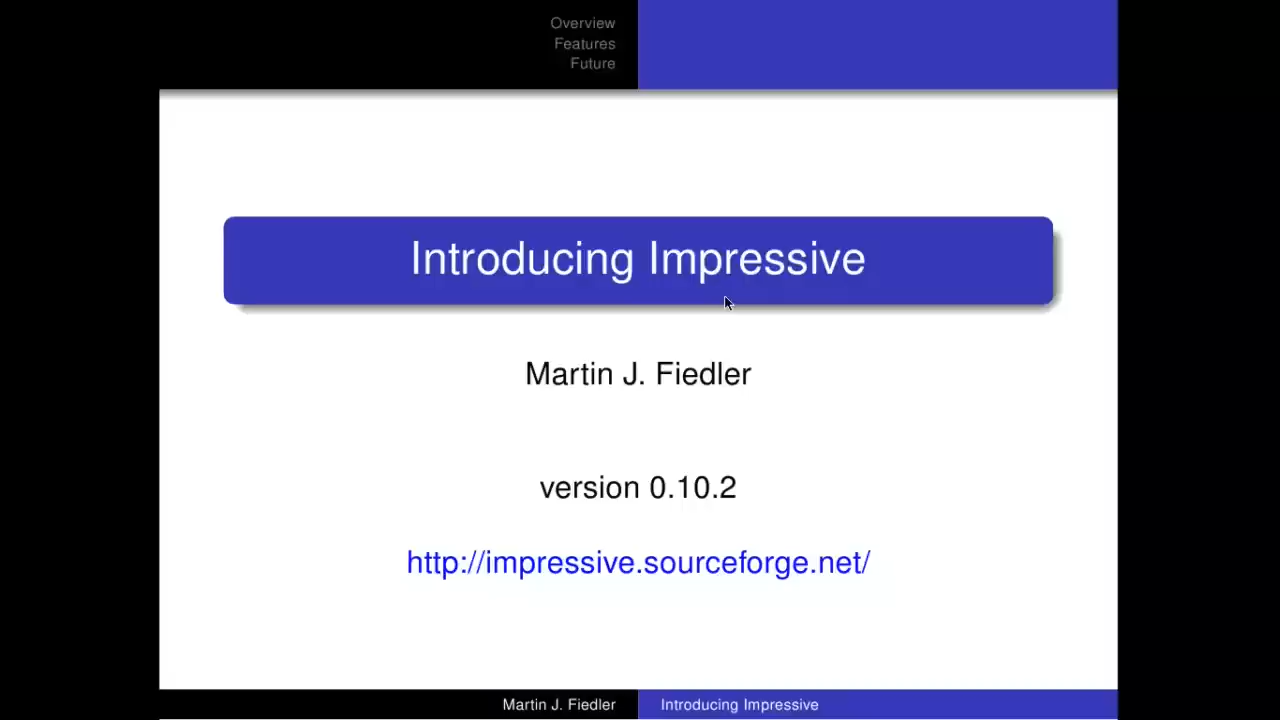 Overview
Features
Future
Introducing Impressive
Martin J. Fiedler
version 0.10.2
http://impressive.sourceforge.net/
Martin J. Fiedler
Introducing Impressive